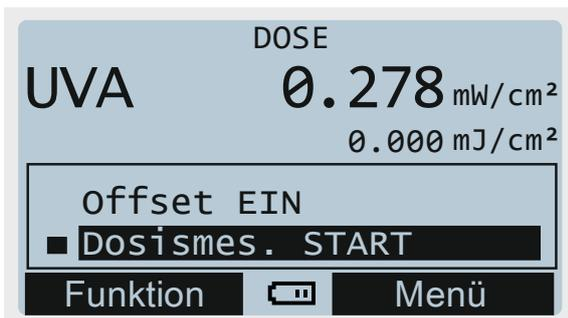 DOSE
UVA 0.278 mW/cm²
0.000 mJ/cm²
Offset EIN
Dosismes. START
Funktion Menü